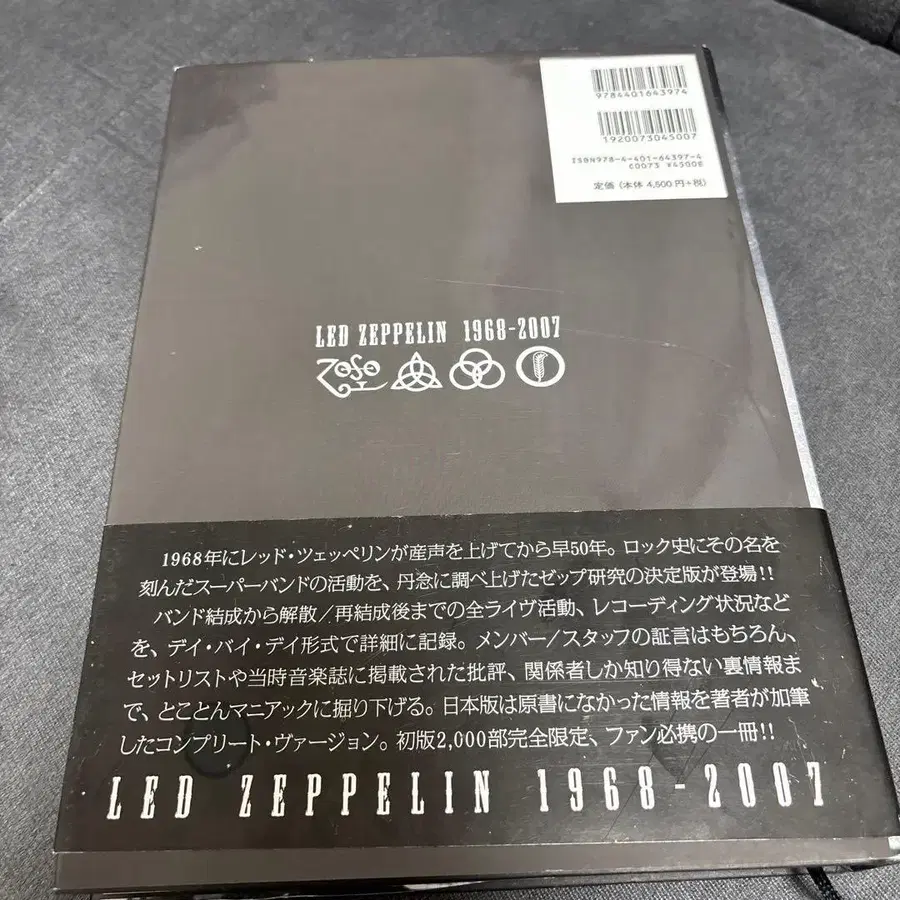 9784401643974
1920073045007
ISBN978-4-401-64397-4
C0073 ¥4500E
定価(本体 4,500円+税)
LED ZEPPELIN 1968-2007
ZoSo
1968年にレッド・ツェッペリンが産声を上げてから早50年。ロック史にその名を
刻んだスーパーバンドの活動を、丹念に調べ上げたゼップ研究の決定版が登場!!
バンド結成から解散/再結成後までの全ライヴ活動、レコーディング状況など
を、デイ・バイ・デイ形式で詳細に記録。メンバー/スタッフの証言はもちろん、
セットリストや当時音楽誌に掲載された批評、関係者しか知り得ない裏情報ま
で、とことんマニアックに掘り下げる。日本版は原書になかった情報を著者が加筆
したコンプリート・ヴァージョン。初版2,000部完全限定、ファン必携の一冊!!
LED ZEPPELIN 1968-2007